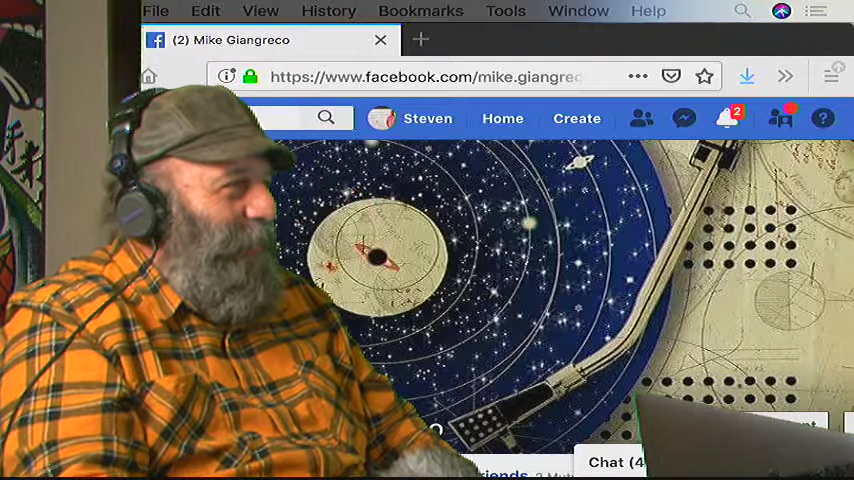 File Edit View History Bookmarks Tools Window Help
(2) Mike Giangreco
https://www.facebook.com/mike.giangrec
Steven Home Create 2
Chat (4